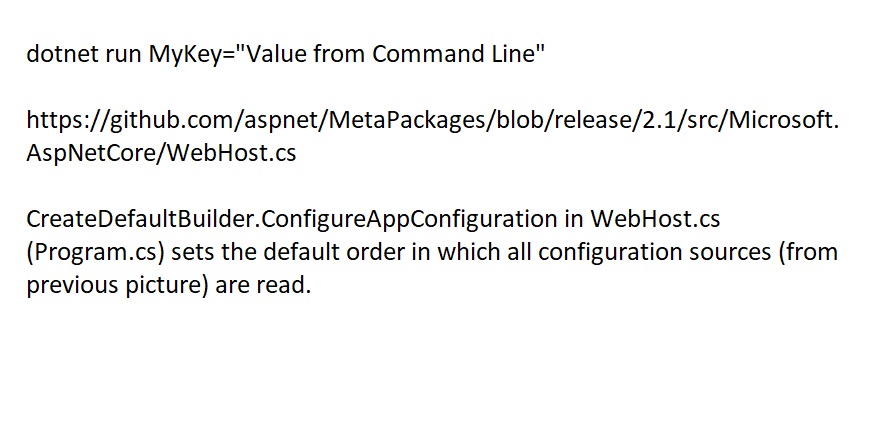 dotnet run MyKey="Value from Command Line"
https://github.com/aspnet/MetaPackages/blob/release/2.1/src/Microsoft.
AspNetCore/WebHost.cs
CreateDefaultBuilder.ConfigureAppConfiguration in WebHost.cs
(Program.cs) sets the default order in which all configuration sources (from
previous picture) are read.